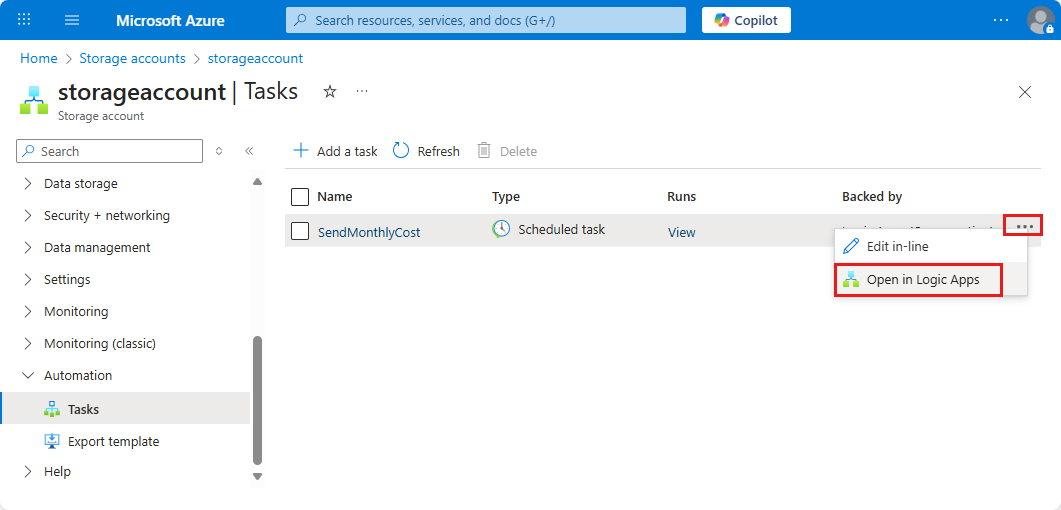 Microsoft Azure
Search resources, services, and docs (G+/)
Copilot
Home > Storage accounts > storageaccount
storageaccount | Tasks
Storage account
Search
Add a task
Refresh
Delete
Data storage
Security + networking
Data management
Settings
Monitoring
Monitoring (classic)
Automation
Tasks
Export template
Help
Name Type Runs Backed by
SendMonthlyCost Scheduled task View
Edit in-line
Open in Logic Apps